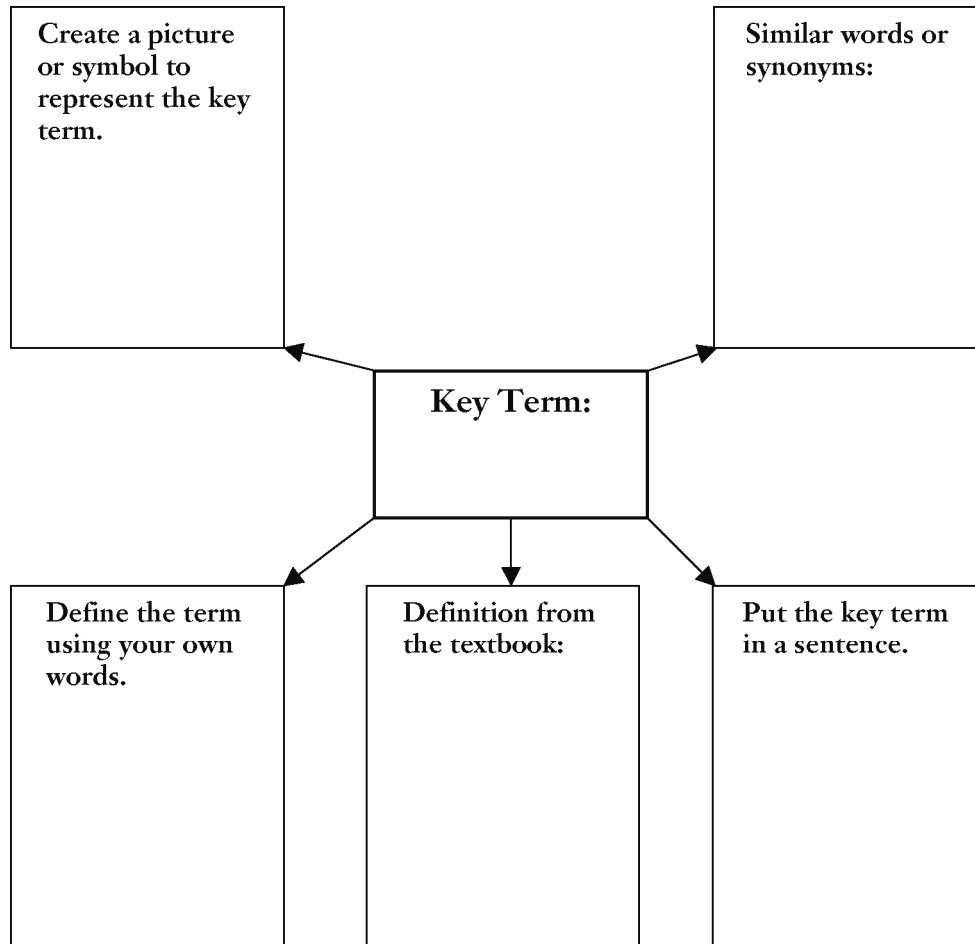 Create a picture
or symbol to
represent the key
term.
Similar words or
synonyms:
Key Term:
Define the term
using your own
words.
Definition from
the textbook:
Put the key term
in a sentence.